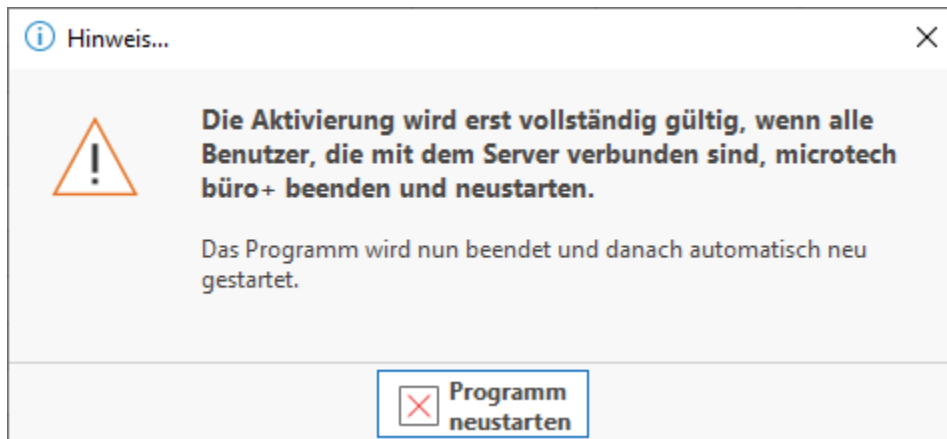 Hinweis...
Die Aktivierung wird erst vollständig gültig, wenn alle
Benutzer, die mit dem Server verbunden sind, microtech
büro+ beenden und neustarten.
Das Programm wird nun beendet und danach automatisch neu
gestartet.
Programm
neustarten